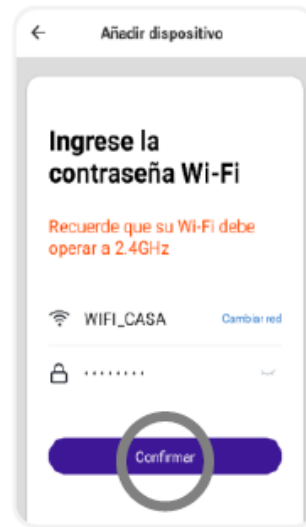 Añadir dispositivo
Ingrese la
contraseña Wi-Fi
Recuerde que su Wi-Fi debe
operar a 2.4GHz
WIFI_CASA Cambiar red
········
Confirmar